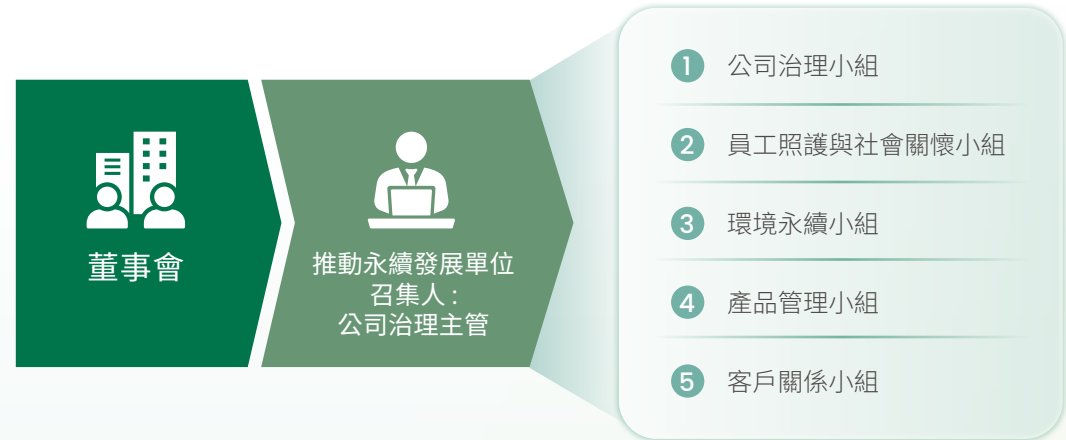 董事會
推動永續發展單位
召集人 :
公司治理主管
1 公司治理小組
2 員工照護與社會關懷小組
3 環境永續小組
4 產品管理小組
5 客戶關係小組